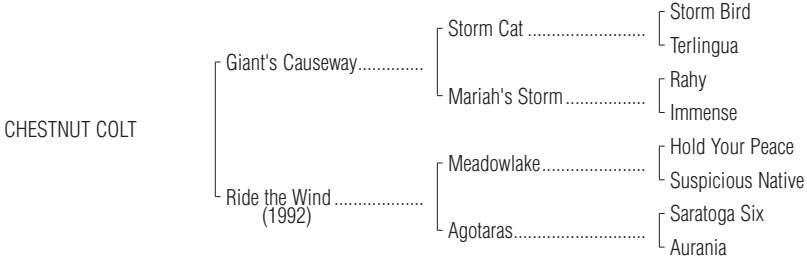 Storm Bird
Storm Cat ..........................
Terlingua
Giant's Causeway..............
Rahy
Mariah's Storm .................
Immense
CHESTNUT COLT
Hold Your Peace
Meadowlake......................
Suspicious Native
Ride the Wind ...................
(1992)
Saratoga Six
Agotaras............................
Aurania